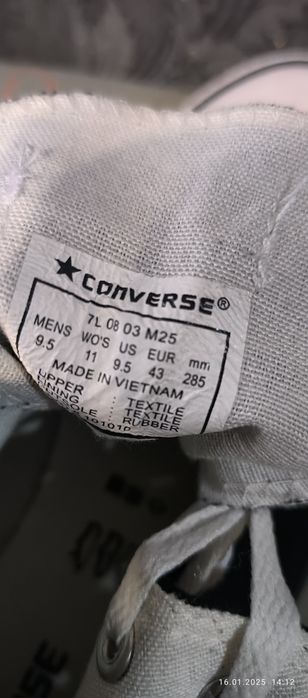 ★CONVERSE®
7L 08 03 M25
MENS WO'S US EUR mm
9.5 11 9.5 43 285
MADE IN VIETNAM
UPPER : TEXTILE
LINING : TEXTILE
: RUBBER
16.01.2025 14:12